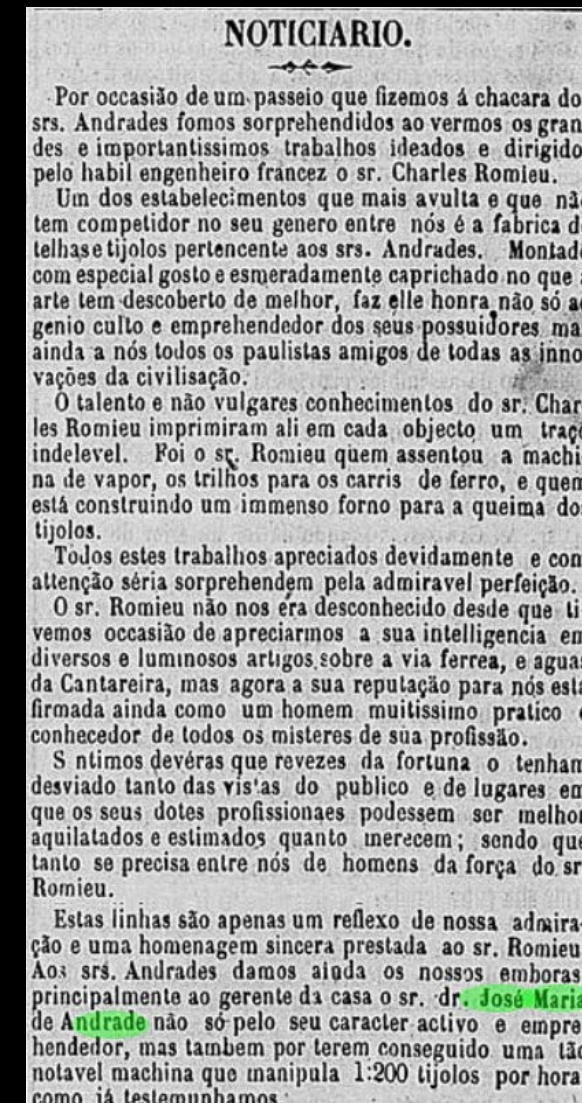 NOTICIARIO.
Por occasião de um passeio que fizemos á chacara do
srs. Andrades fomos sorprehendidos ao vermos os gran
des e importantissimos trabalhos ideados e dirigido
pelo habil engenheiro francez o sr. Charles Romieu.
Um dos estabelecimentos que mais avulta e que nã
tem competidor no seu genero entre nós é a fabrica d
telhas e tijolos pertencente aos srs. Andrades. Montad
com especial gosto e esmeradamente caprichado no que
arte tem descoberto de melhor, faz elle honra não só a
genio culto e emprehendedor dos seus possuidores ma
ainda a nós todos os paulistas amigos de todas as inno
vações da civilisação.
O talento e não vulgares conhecimentos do sr. Char
les Romieu imprimiram ali em cada objecto um traç
indelevel. Foi o sr. Romieu quem assentou a machi
na de vapor, os trilhos para os carris de ferro, e quem
está construindo um immenso forno para a queima do
tijolos.
Todos estes trabalhos apreciados devidamente e com
attenção séria sorprehendem pela admiravel perfeição.
O sr. Romieu não nos éra desconhecido desde que ti
vemos occasião de apreciarmos a sua intelligencia em
diversos e luminosos artigos sobre a via ferrea, e aguas
da Cantareira, mas agora a sua reputação para nós está
firmada ainda como um homem muitissimo pratico e
conhecedor de todos os misteres de sua profissão.
S ntimos devéras que revezes da fortuna o tenham
desviado tanto das vistas do publico e de lugares em
que os seus dotes profissionaes podessem ser melhor
aquilatados e estimados quanto merecem; sendo que
tanto se precisa entre nós de homens da força do sr
Romieu.
Estas linhas são apenas um reflexo de nossa admira-
ção e uma homenagem sincera prestada ao sr. Romieu
Aos srs. Andrades damos ainda os nossos emboras
principalmente ao gerente da casa o sr. dr. José Maria
de Andrade não só pelo seu caracter activo e empre
hendedor, mas tambem por terem conseguido uma tão
notavel machina que manipula 1:200 tijolos por hora
como já testemunhamos.